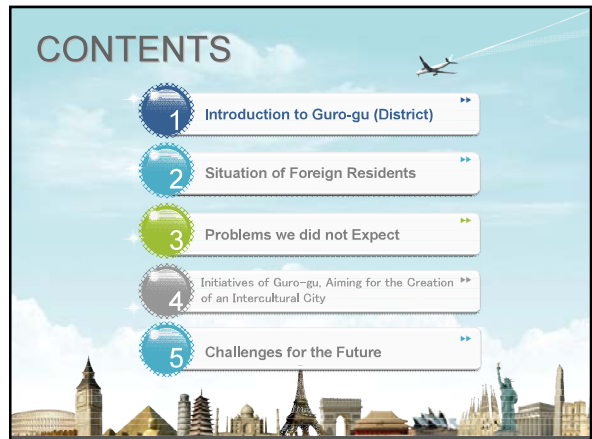 CONTENTS
1 Introduction to Guro-gu (District)
2 Situation of Foreign Residents
3 Problems we did not Expect
4 Initiatives of Guro-gu, Aiming for the Creation
of an Intercultural City
5 Challenges for the Future